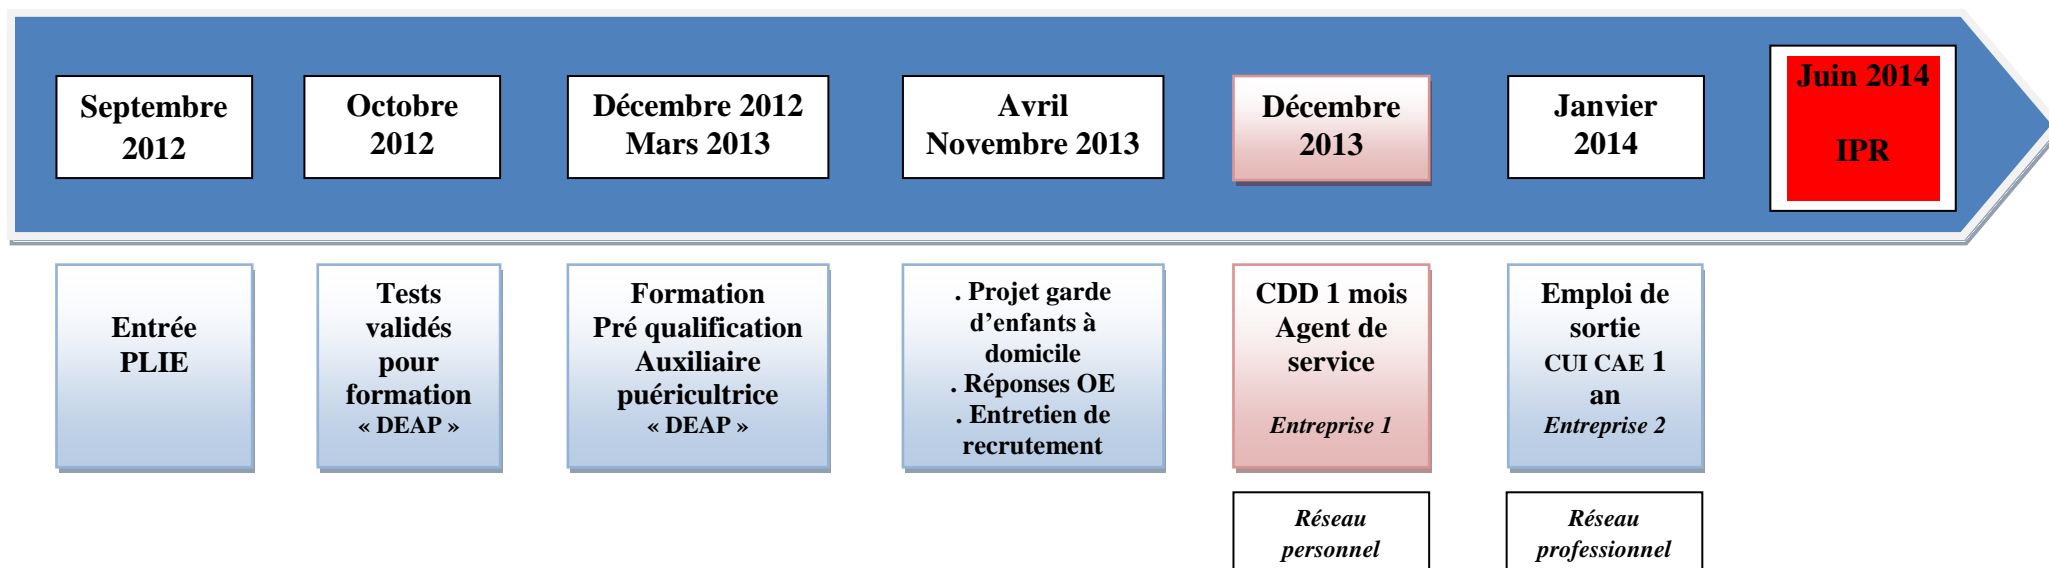 Septembre
2012
Octobre
2012
Décembre 2012
Mars 2013
Avril
Novembre 2013
Décembre
2013
Janvier
2014
Juin 2014
IPR
Entrée
PLIE
Tests
validés
pour
formation
« DEAP »
Formation
Pré qualification
Auxiliaire
puéricultrice
« DEAP »
. Projet garde
d’enfants à
domicile
. Réponses OE
. Entretien de
recrutement
CDD 1 mois
Agent de
service
Entreprise 1
Emploi de
sortie
CUI CAE 1
an
Entreprise 2
Réseau
personnel
Réseau
professionnel